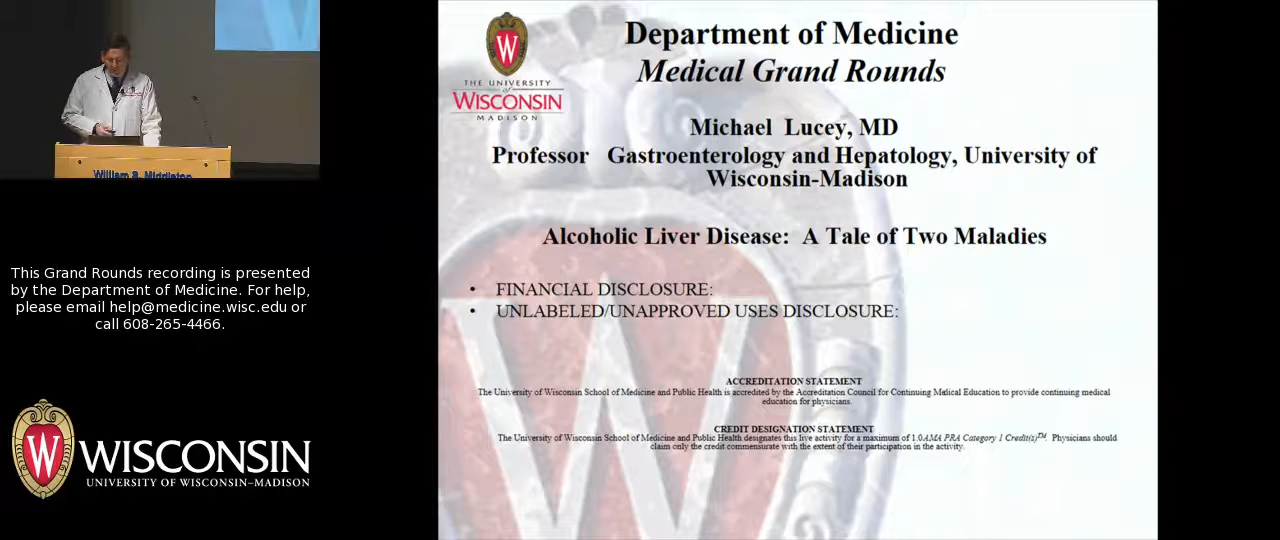 William S. Middleton
This Grand Rounds recording is presented
by the Department of Medicine. For help,
please email help@medicine.wisc.edu or
call 608-265-4466.
W
WISCONSIN
UNIVERSITY OF WISCONSIN–MADISON
W
THE UNIVERSITY
of
WISCONSIN
MADISON
Department of Medicine
Medical Grand Rounds
Michael Lucey, MD
Professor Gastroenterology and Hepatology, University of
Wisconsin-Madison
Alcoholic Liver Disease: A Tale of Two Maladies
• FINANCIAL DISCLOSURE:
• UNLABELED/UNAPPROVED USES DISCLOSURE:
ACCREDITATION STATEMENT
The University of Wisconsin School of Medicine and Public Health is accredited by the Accreditation Council for Continuing Medical Education to provide continuing medical
education for physicians.
CREDIT DESIGNATION STATEMENT
The University of Wisconsin School of Medicine and Public Health designates this live activity for a maximum of 1.0 AMA PRA Category 1 Credit(s)TM. Physicians should
claim only the credit commensurate with the extent of their participation in the activity.